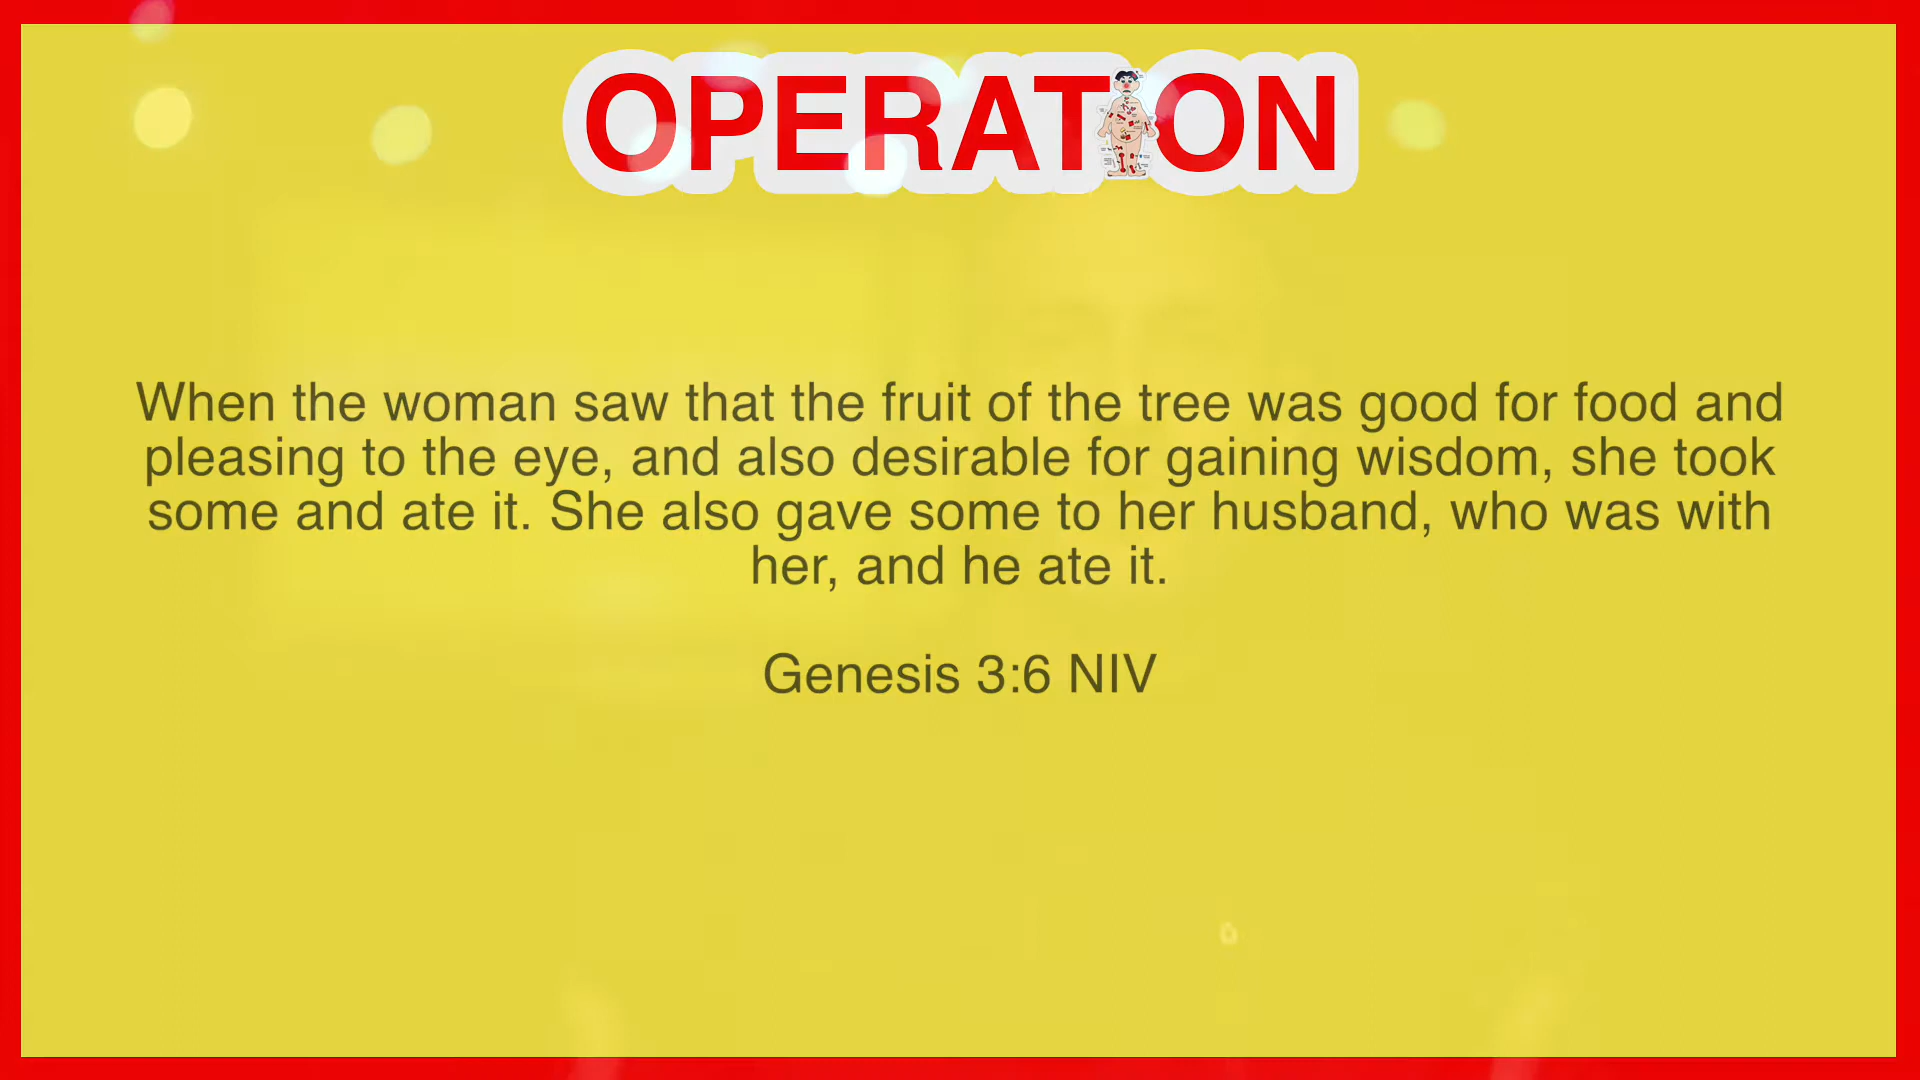 OPERATION
When the woman saw that the fruit of the tree was good for food and
pleasing to the eye, and also desirable for gaining wisdom, she took
some and ate it. She also gave some to her husband, who was with
her, and he ate it.
Genesis 3:6 NIV